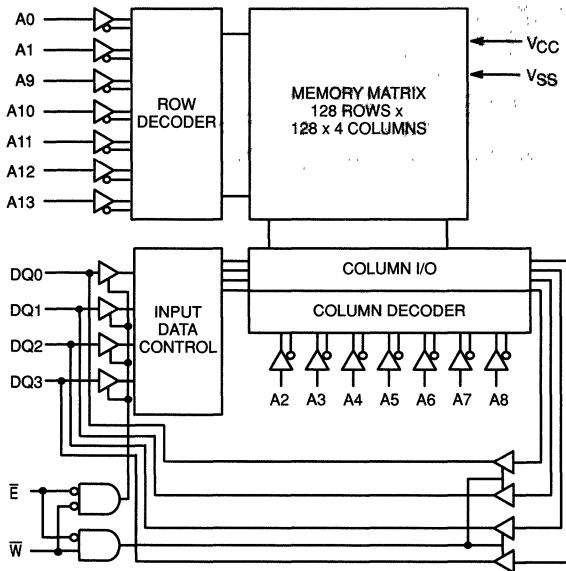 A0
A1
A9
A10
A11
A12
A13
ROW
DECODER
MEMORY MATRIX
128 ROWS x
128 x 4 COLUMNS
VCC
VSS
DQ0
DQ1
DQ2
DQ3
INPUT
DATA
CONTROL
COLUMN I/O
COLUMN DECODER
A2 A3 A4 A5 A6 A7 A8
E̅
W̅